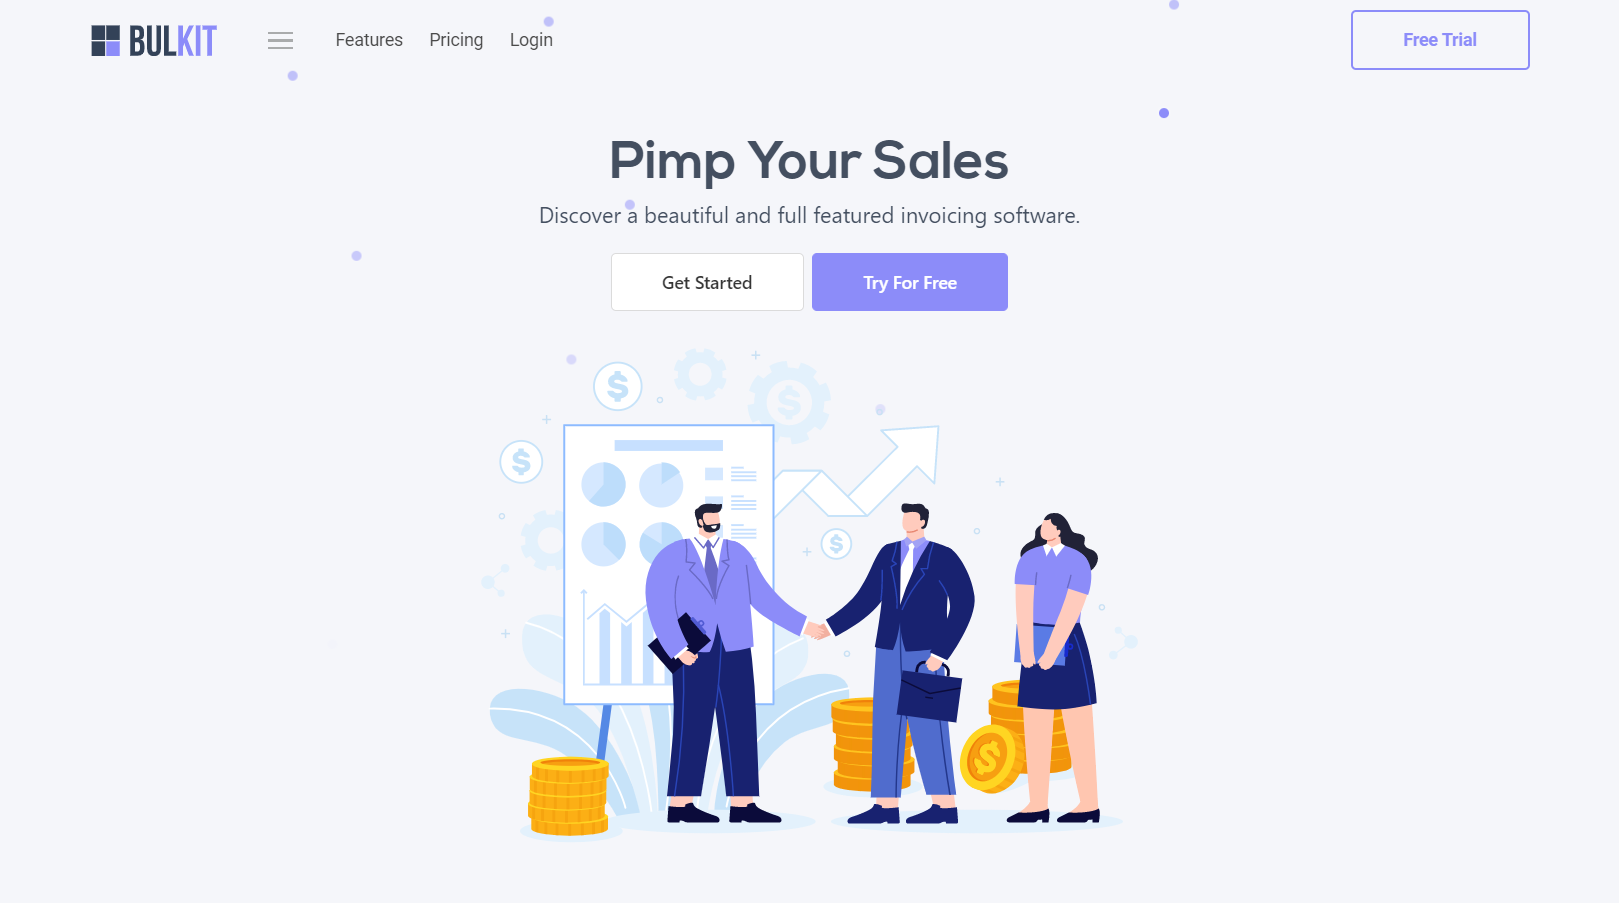 BULKIT
Features
Pricing
Login
Free Trial
Pimp Your Sales
Discover a beautiful and full featured invoicing software.
Get Started
Try For Free
$
$
$
$
$